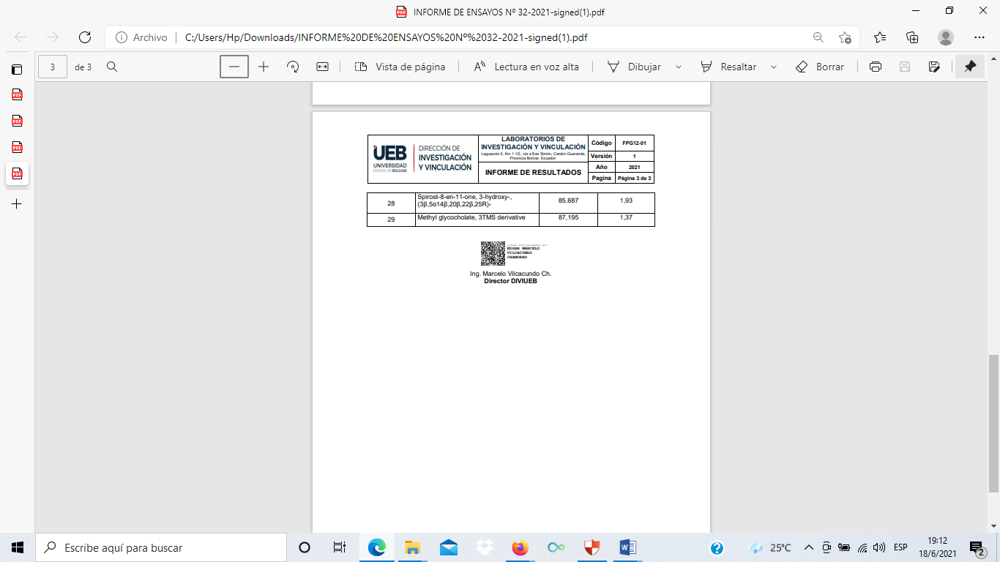 INFORME DE ENSAYOS Nº 32-2021-signed(1).pdf
Archivo C:/Users/Hp/Downloads/INFORME%20DE%20ENSAYOS%20Nº%2032-2021-signed(1).pdf
3 de 3 Vista de página Lectura en voz alta Dibujar Resaltar Borrar
UEB
UNIVERSIDAD
ESTATAL DE BOLÍVAR
DIRECCIÓN DE
INVESTIGACIÓN
Y VINCULACIÓN
LABORATORIOS DE
INVESTIGACIÓN Y VINCULACIÓN
Laguacoto II, Km 1 1/2, vía a San Simón, Cantón Guaranda,
Provincia Bolívar, Ecuador.
INFORME DE RESULTADOS
Código FPG12-01
Versión 1
Año 2021
Pagina Página 3 de 3
28 Spirost-8-en-11-one, 3-hydroxy-, 85,687 1,93
(3β,5α14β,20β,22β,25R)-
29 Methyl glycocholate, 3TMS derivative 87,195 1,37
EDGAR MARCELO
VILCACUNDO
CHAMORRO
Ing. Marcelo Vilcacundo Ch.
Director DIVIUEB
Escribe aquí para buscar
25°C ESP
19:12
18/6/2021
2